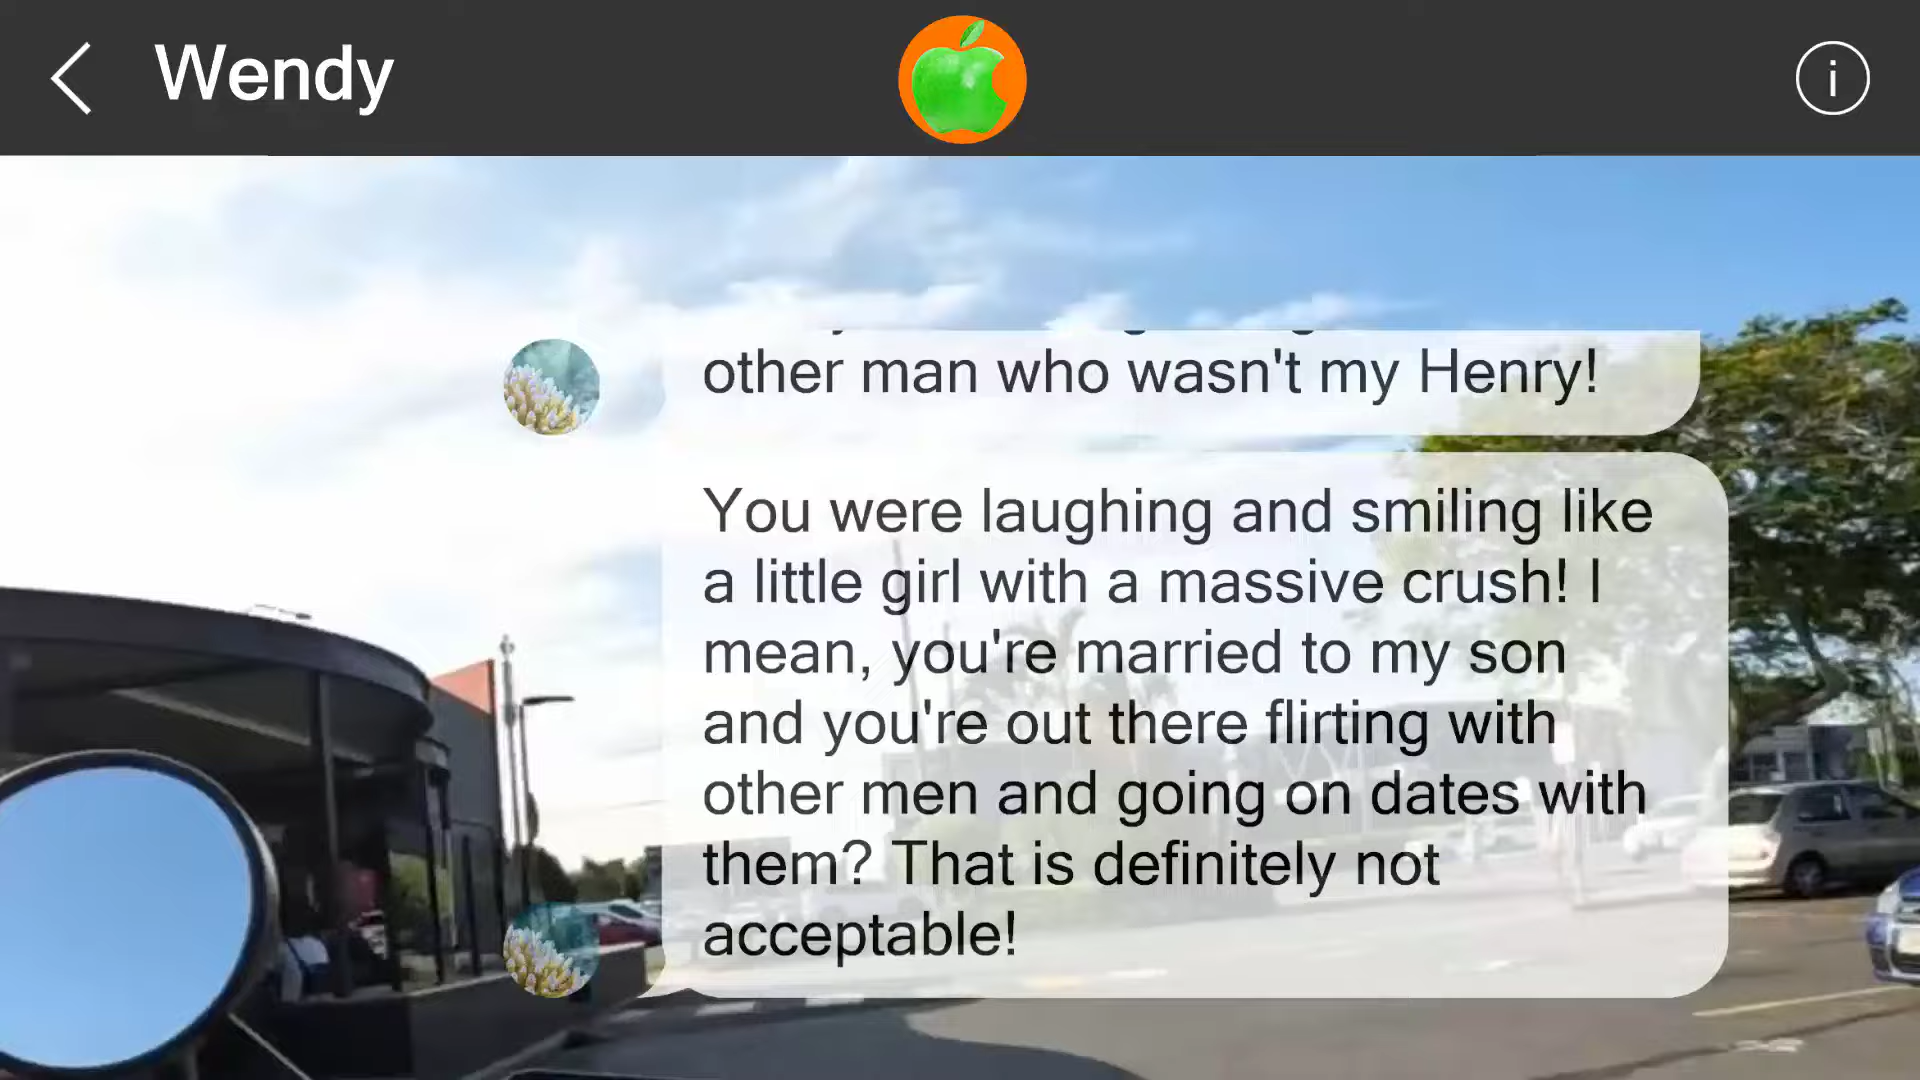 Wendy
i
other man who wasn't my Henry!
You were laughing and smiling like
a little girl with a massive crush! I
mean, you're married to my son
and you're out there flirting with
other men and going on dates with
them? That is definitely not
acceptable!